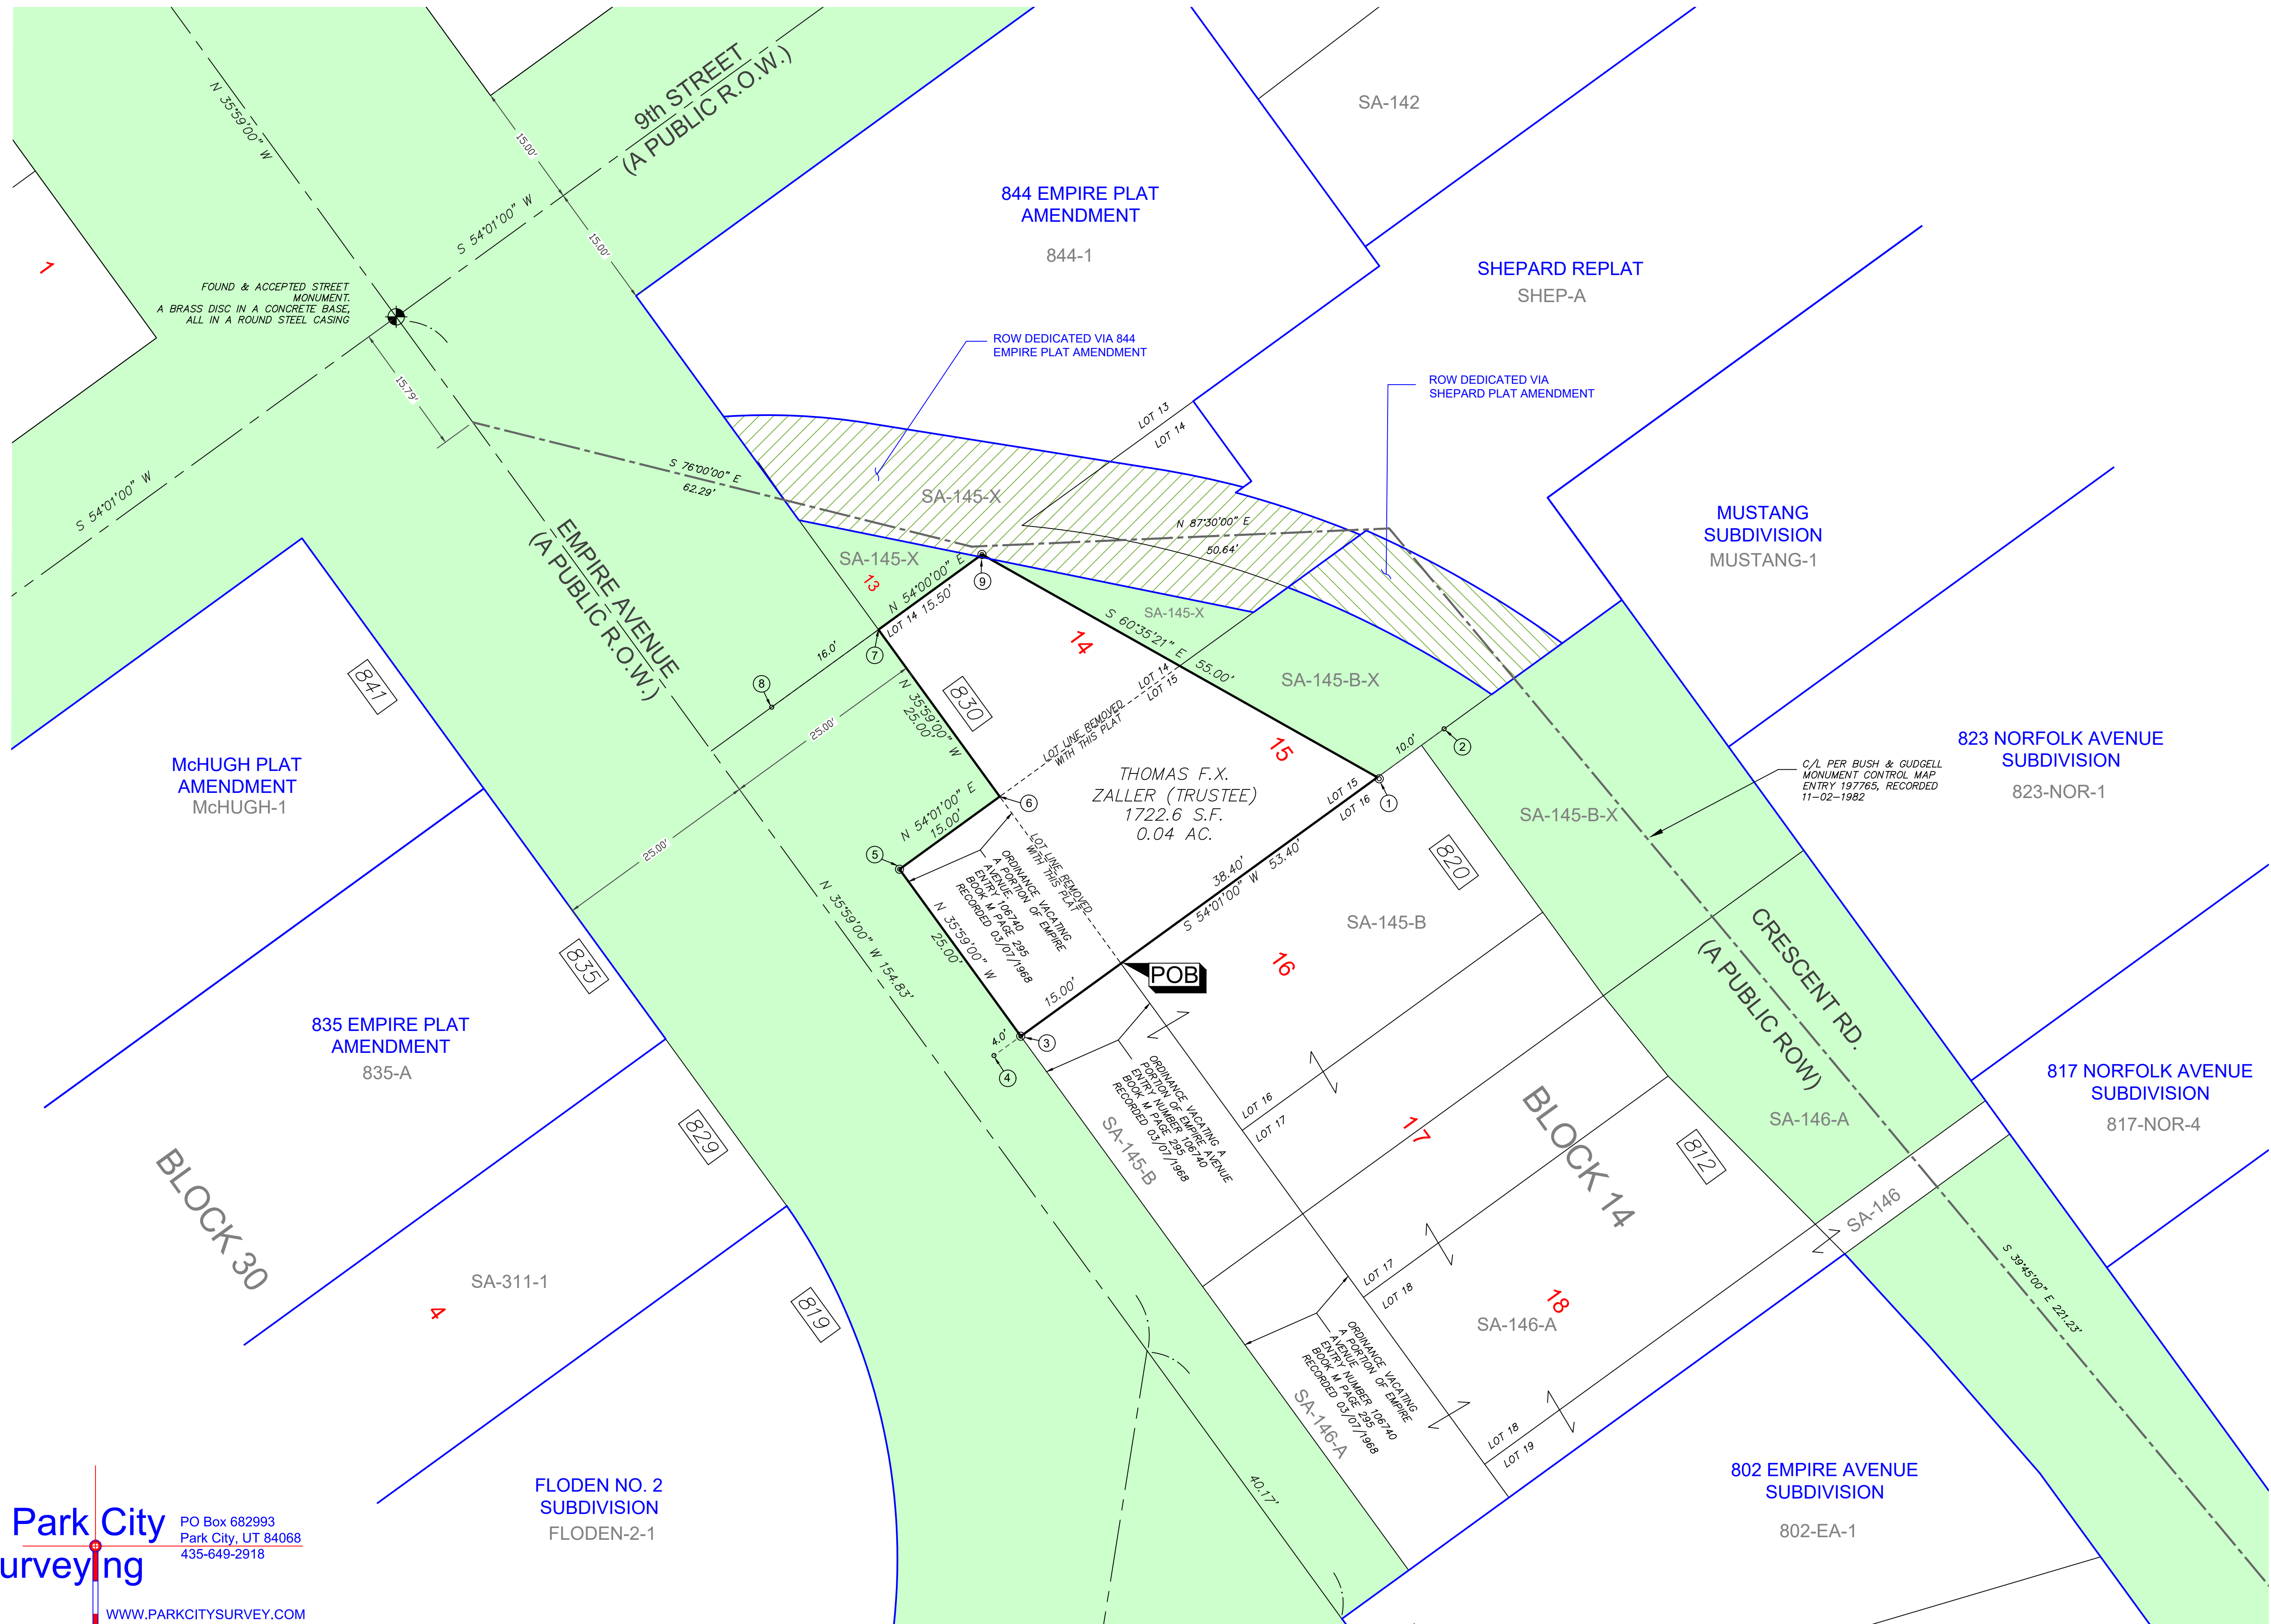 N 35°59'00" W
9th STREET
(A PUBLIC R.O.W.)
15.00'
S 54°01'00" W
15.00'
SA-142
844 EMPIRE PLAT
AMENDMENT
844-1
SHEPARD REPLAT
SHEP-A
1
FOUND & ACCEPTED STREET
MONUMENT.
A BRASS DISC IN A CONCRETE BASE,
ALL IN A ROUND STEEL CASING
15.79'
ROW DEDICATED VIA 844
EMPIRE PLAT AMENDMENT
ROW DEDICATED VIA
SHEPARD PLAT AMENDMENT
LOT 13
LOT 14
S 54°01'00" W
S 76°00'00" E
62.29'
SA-145-X
N 87°30'00" E
50.64'
MUSTANG
SUBDIVISION
MUSTANG-1
EMPIRE AVENUE
(A PUBLIC R.O.W.)
SA-145-X
13
N 54°00'00" E
LOT 14 15.50'
9
SA-145-X
14
S 60°35'21" E 55.00'
7
16.0'
8
841
830
N 35°59'00" W
25.00'
LOT 14
LOT 15
SA-145-B-X
LOT LINE REMOVED
WITH THIS PLAT
25.00'
15
10.0'
2
McHUGH PLAT
AMENDMENT
McHUGH-1
THOMAS F.X.
ZALLER (TRUSTEE)
1722.6 S.F.
0.04 AC.
LOT 15
LOT 16
1
C/L PER BUSH & GUDGELL
MONUMENT CONTROL MAP
ENTRY 197765, RECORDED
11-02-1982
823 NORFOLK AVENUE
SUBDIVISION
823-NOR-1
SA-145-B-X
N 54°01'00" E
15.00'
6
5
25.00'
LOT LINE REMOVED
WITH THIS PLAT
ORDINANCE VACATING
A PORTION OF EMPIRE
AVENUE.
ENTRY 106740
BOOK M PAGE 295
RECORDED 03/07/1968
38.40'
S 54°01'00" W 53.40'
820
SA-145-B
16
N 35°59'00" W
25.00'
N 35°59'00" W 154.83'
POB
15.00'
835
CRESCENT RD.
(A PUBLIC ROW)
835 EMPIRE PLAT
AMENDMENT
835-A
4.0'
3
4
829
ORDINANCE VACATING A
PORTION OF EMPIRE AVENUE
ENTRY NUMBER 106740
BOOK M PAGE 295
RECORDED 03/07/1968
SA-145-B
LOT 16
LOT 17
17
BLOCK 14
812
SA-146-A
817 NORFOLK AVENUE
SUBDIVISION
817-NOR-4
BLOCK 30
SA-146
S 39°45'00" E 221.23'
SA-311-1
4
819
LOT 17
LOT 18
18
SA-146-A
ORDINANCE VACATING
A PORTION OF EMPIRE
AVENUE
ENTRY NUMBER 106740
BOOK M PAGE 295
RECORDED 03/07/1968
SA-146-A
LOT 18
LOT 19
40.17'
802 EMPIRE AVENUE
SUBDIVISION
802-EA-1
FLODEN NO. 2
SUBDIVISION
FLODEN-2-1
Park City
urveying
PO Box 682993
Park City, UT 84068
435-649-2918
WWW.PARKCITYSURVEY.COM